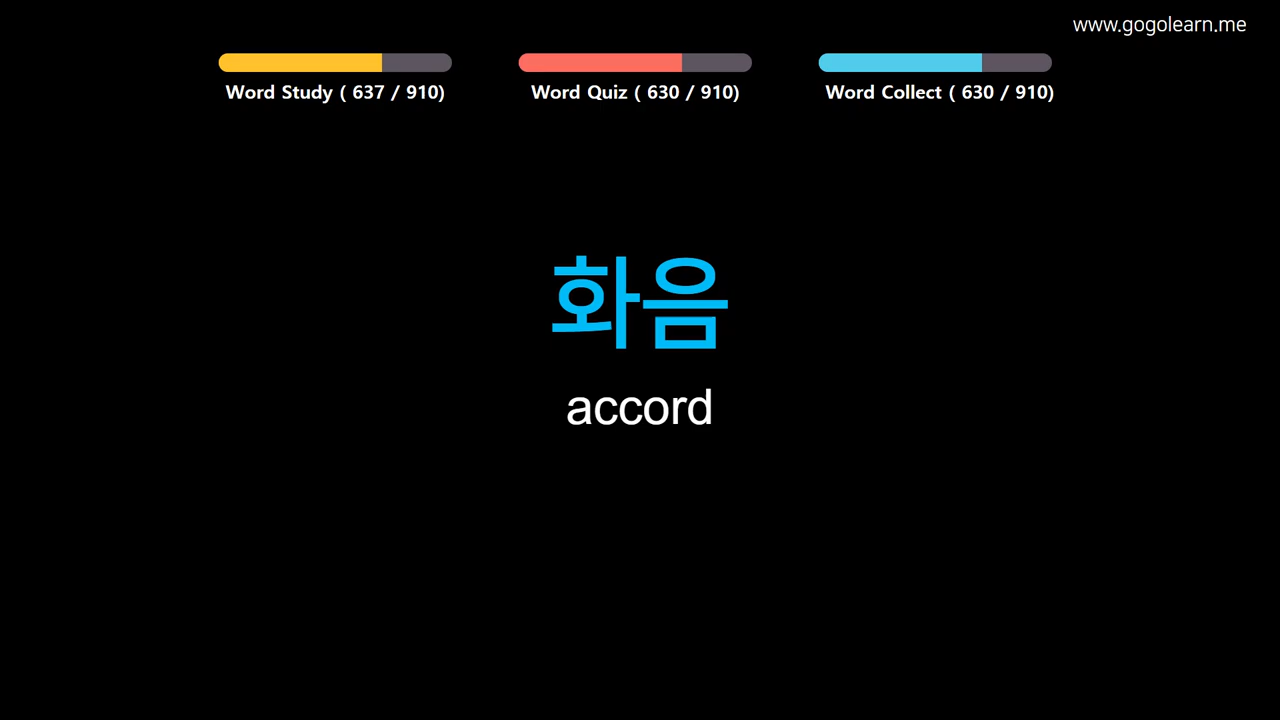 www.gogolearn.me
Word Study ( 637 / 910)
Word Quiz ( 630 / 910)
Word Collect ( 630 / 910)
화음
accord